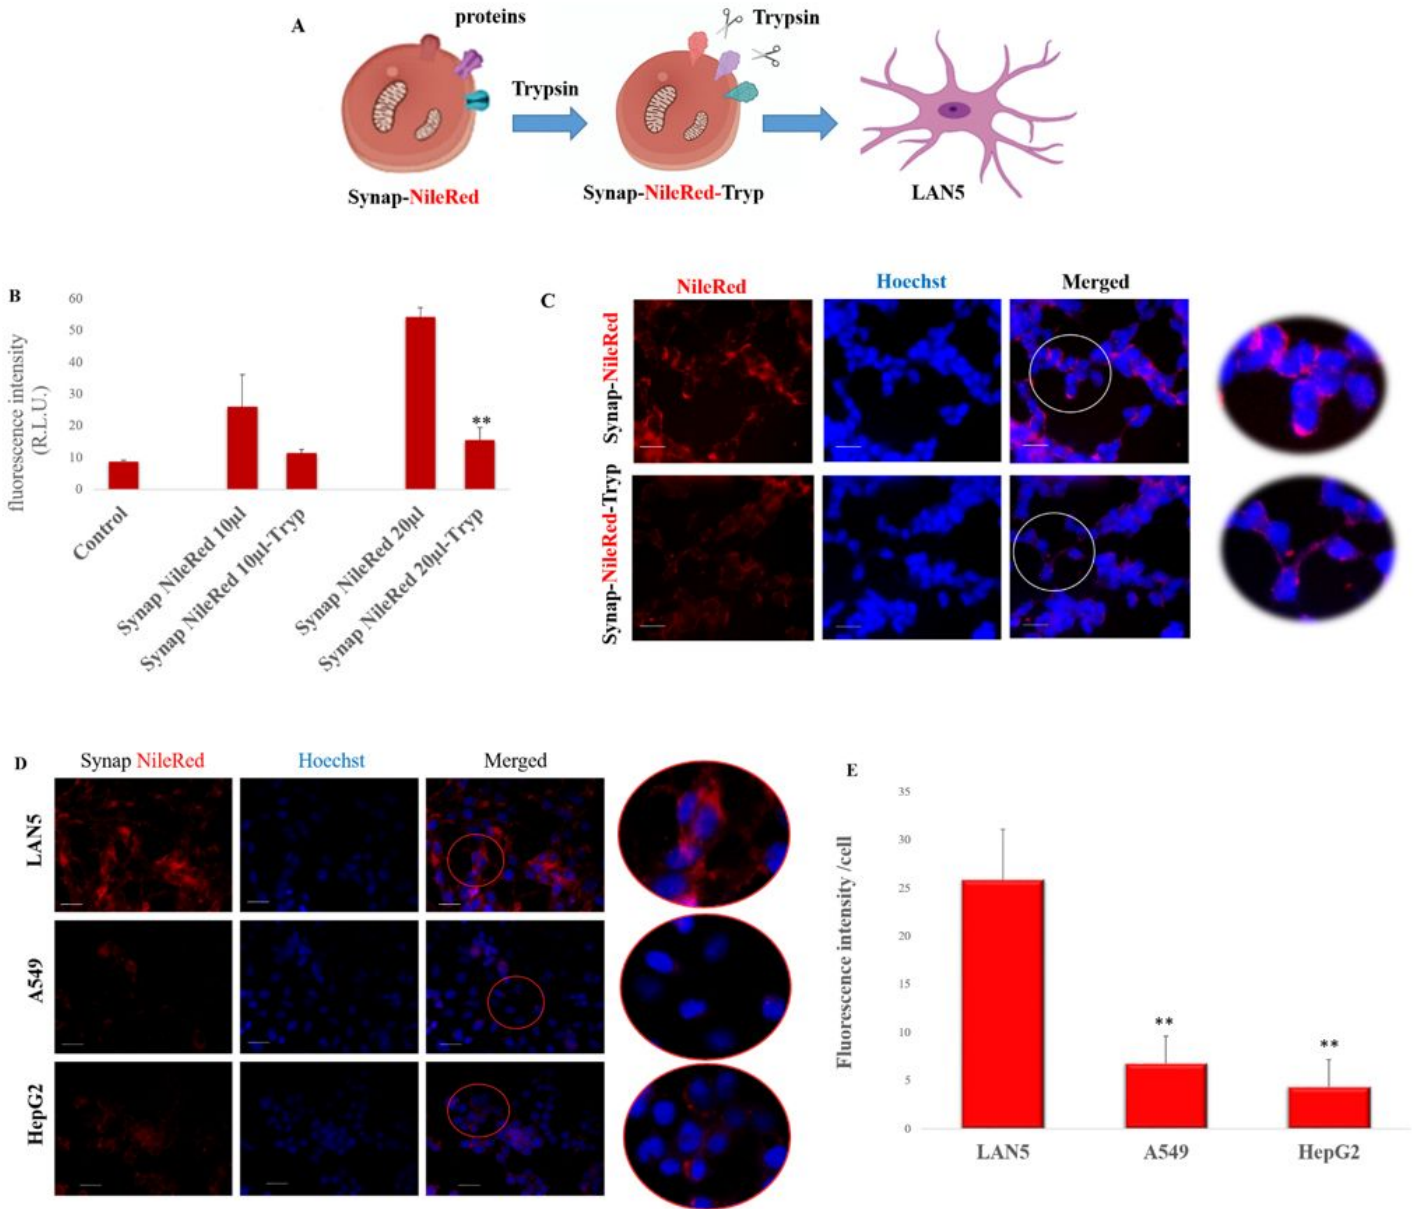 A
proteins
Trypsin
Trypsin
Synap-NileRed
Synap-NileRed-Tryp
LAN5
B
fluorescence intensity
(R.L.U.)
60
50
40
30
20
10
0
**
Control
Synap NileRed 10µl
Synap NileRed 10µl-Tryp
Synap NileRed 20µl
Synap NileRed 20µl-Tryp
C
NileRed
Hoechst
Merged
Synap-NileRed
Synap-NileRed-Tryp
D
Synap NileRed
Hoechst
Merged
LAN5
A549
HepG2
E
Fluorescence intensity /cell
35
30
25
20
15
10
5
0
**
**
LAN5
A549
HepG2